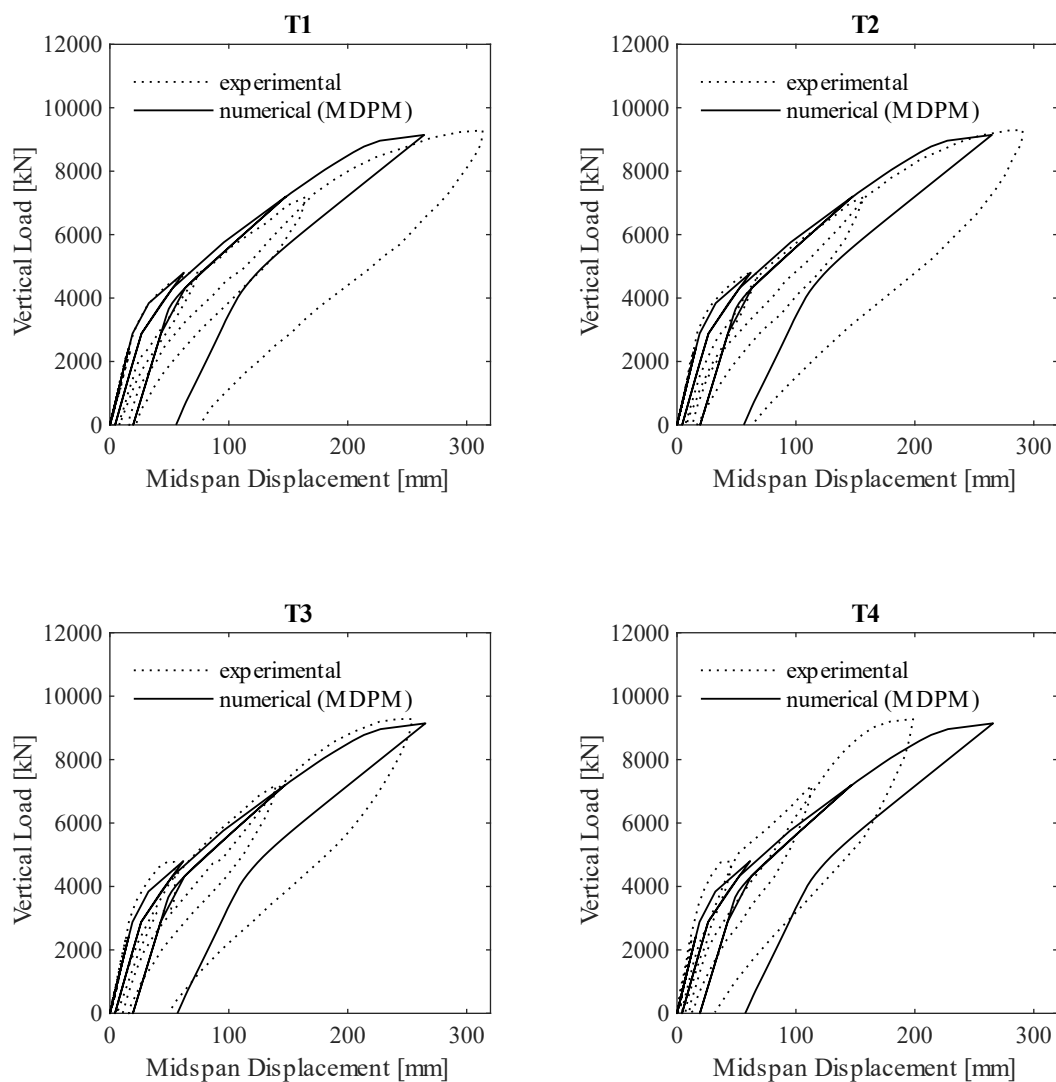 T1
12000
10000
8000
6000
4000
2000
0
Vertical Load [kN]
experimental
numerical (MDPM)
0 100 200 300
Midspan Displacement [mm]
T2
12000
10000
8000
6000
4000
2000
0
Vertical Load [kN]
experimental
numerical (MDPM)
0 100 200 300
Midspan Displacement [mm]
T3
12000
10000
8000
6000
4000
2000
0
Vertical Load [kN]
experimental
numerical (MDPM)
0 100 200 300
Midspan Displacement [mm]
T4
12000
10000
8000
6000
4000
2000
0
Vertical Load [kN]
experimental
numerical (MDPM)
0 100 200 300
Midspan Displacement [mm]